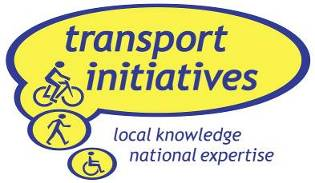 transport
initiatives
local knowledge
national expertise